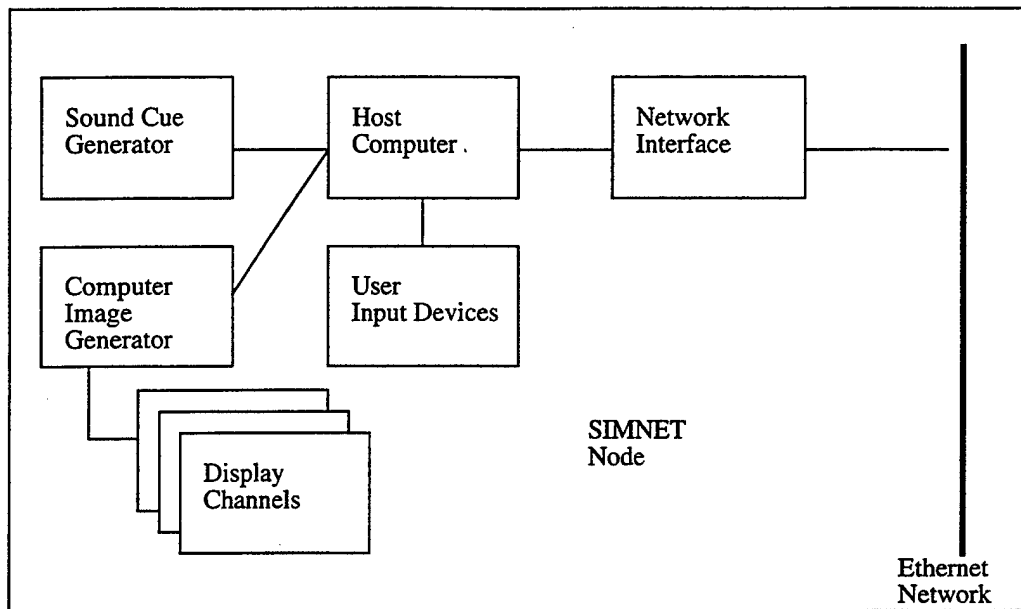 Sound Cue
Generator
Host
Computer
Network
Interface
Computer
Image
Generator
User
Input Devices
Display
Channels
SIMNET
Node
Ethernet
Network